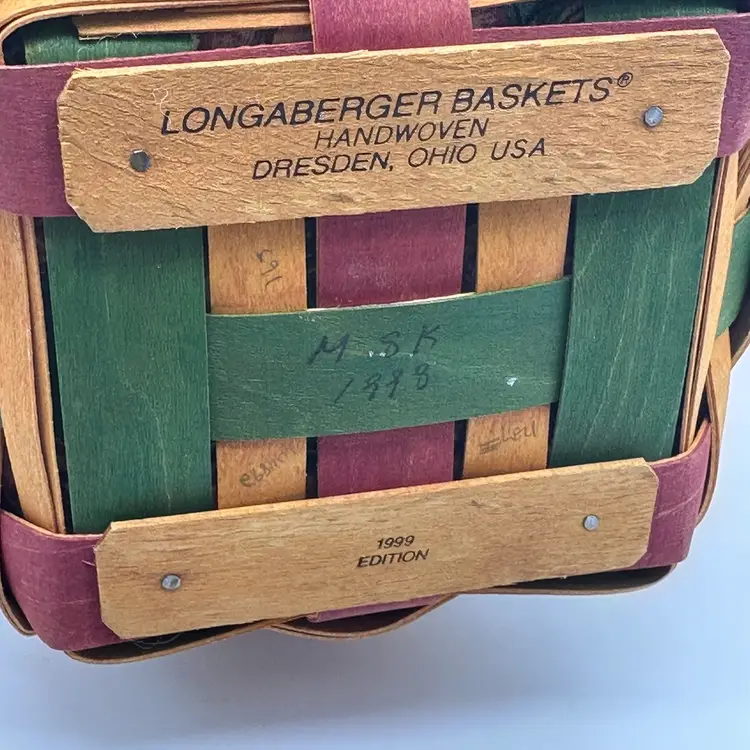 LONGABERGER BASKETS®
HANDWOVEN
DRESDEN, OHIO USA
M S K
1998
1999
EDITION